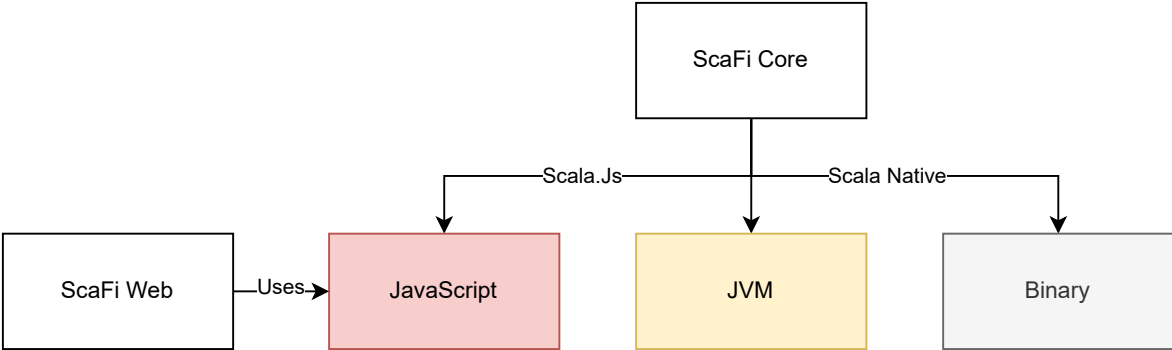 ScaFi Core
Scala.Js
Scala Native
ScaFi Web
Uses
JavaScript
JVM
Binary